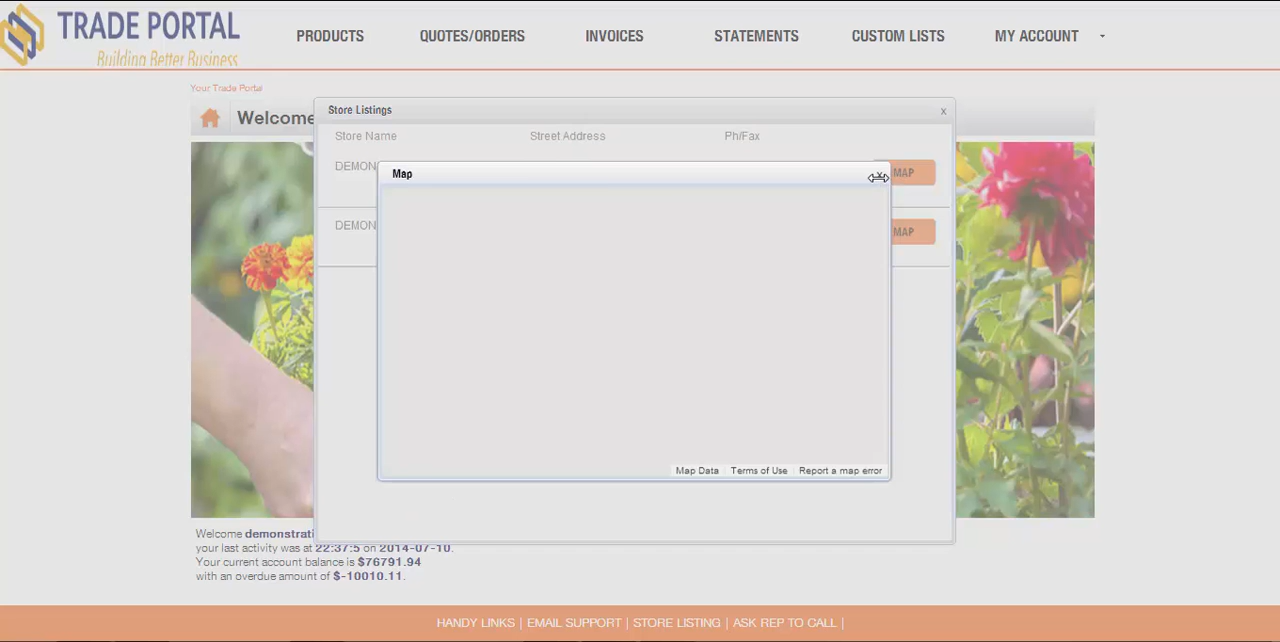 TRADE PORTAL
Building Better Business
PRODUCTS QUOTES/ORDERS INVOICES STATEMENTS CUSTOM LISTS MY ACCOUNT
Your Trade Portal
Welcome
Store Listings x
Store Name Street Address Ph/Fax
DEMON MAP
Map
DEMON MAP
Map Data Terms of Use Report a map error
Welcome demonstrati
your last activity was at 22:37:5 on 2014-07-10.
Your current account balance is $76791.94
with an overdue amount of $-10010.11.
HANDY LINKS | EMAIL SUPPORT | STORE LISTING | ASK REP TO CALL |